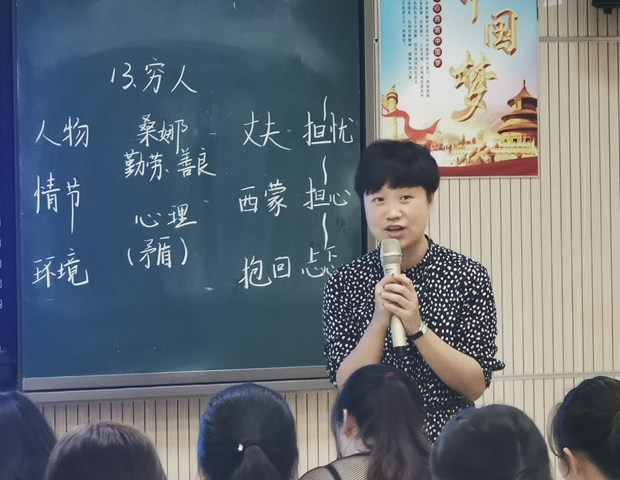 13.穷人
人物 桑娜 丈夫 担忧
勤劳.善良
情节 西蒙 担心
心理
环境 (矛盾) 抱回 忐忑
中国
梦